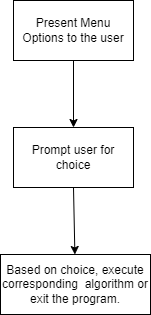 Present Menu
Options to the user
Prompt user for
choice
Based on choice, execute
corresponding algorithm or
exit the program.